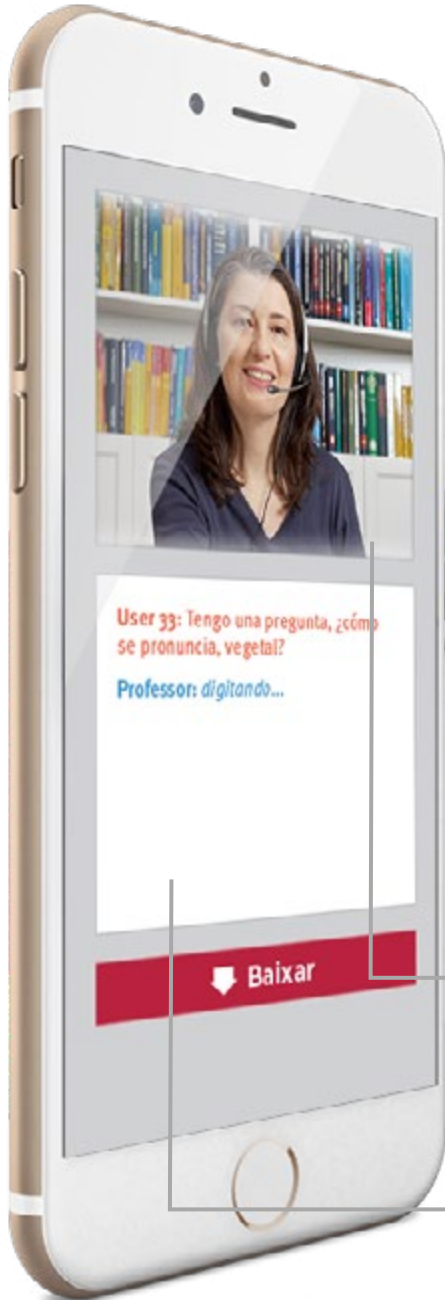 User 33: Tengo una pregunta, ¿cómo
se pronuncia, vegetal?
Professor: digitando...
Baixar